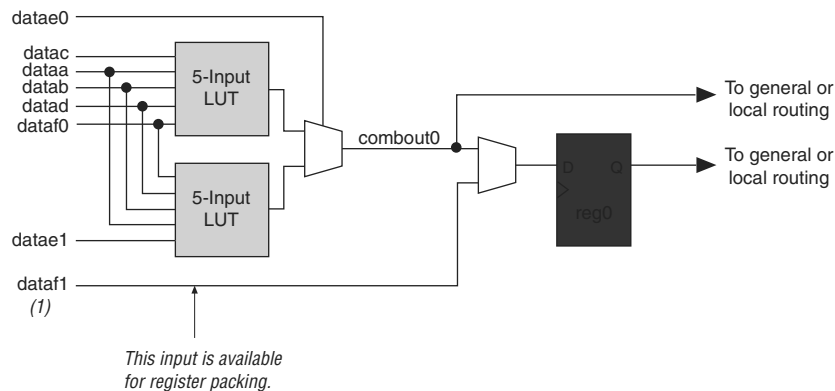 datae0
datac
dataa
datab
datad
dataf0
5-Input
LUT
5-Input
LUT
combout0
To general or
local routing
D
Q
reg0
To general or
local routing
datae1
dataf1
(1)
This input is available
for register packing.